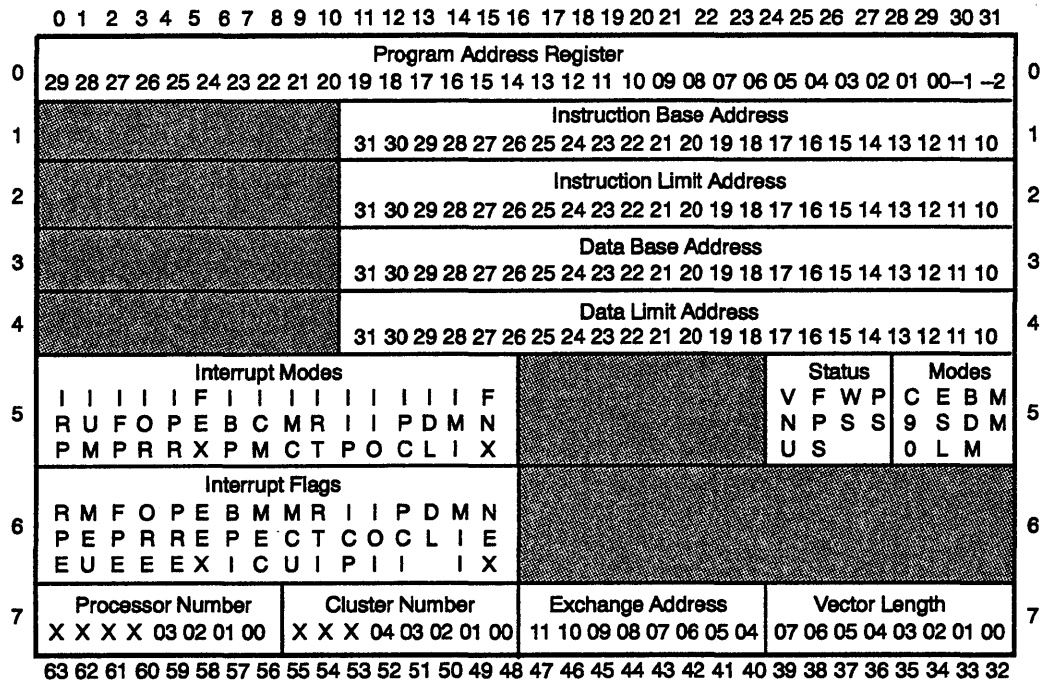 0 1 2 3 4 5 6 7 8 9 10 11 12 13 14 15 16 17 18 19 20 21 22 23 24 25 26 27 28 29 30 31
Program Address Register
0 29 28 27 26 25 24 23 22 21 20 19 18 17 16 15 14 13 12 11 10 09 08 07 06 05 04 03 02 01 00–1 –2 0
Instruction Base Address
1 31 30 29 28 27 26 25 24 23 22 21 20 19 18 17 16 15 14 13 12 11 10 1
Instruction Limit Address
2 31 30 29 28 27 26 25 24 23 22 21 20 19 18 17 16 15 14 13 12 11 10 2
Data Base Address
3 31 30 29 28 27 26 25 24 23 22 21 20 19 18 17 16 15 14 13 12 11 10 3
Data Limit Address
4 31 30 29 28 27 26 25 24 23 22 21 20 19 18 17 16 15 14 13 12 11 10 4
Interrupt Modes Status Modes
I I I I I F I I I I I I I I I F V F W P C E B M
5 R U F O P E B C M R I I P D M N N P S S 9 S D M 5
P M P R R X P M C T P O C L I X U S 0 L M
Interrupt Flags
R M F O P E B M M R I I P D M N
6 P E P R R E P E C T C O C L I E 6
E U E E E X I C U I P I I I X
Processor Number Cluster Number Exchange Address Vector Length
7 X X X X 03 02 01 00 X X X 04 03 02 01 00 11 10 09 08 07 06 05 04 07 06 05 04 03 02 01 00 7
63 62 61 60 59 58 57 56 55 54 53 52 51 50 49 48 47 46 45 44 43 42 41 40 39 38 37 36 35 34 33 32